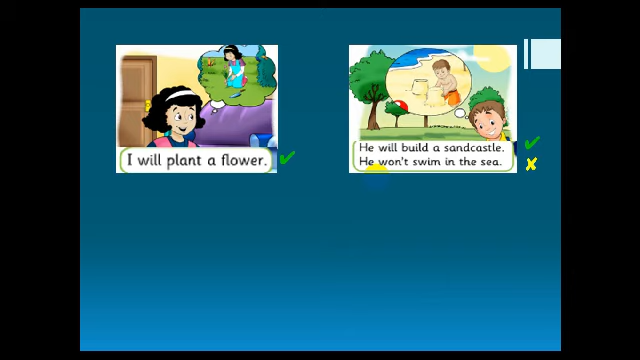 I will plant a flower.
He will build a sandcastle.
He won't swim in the sea.